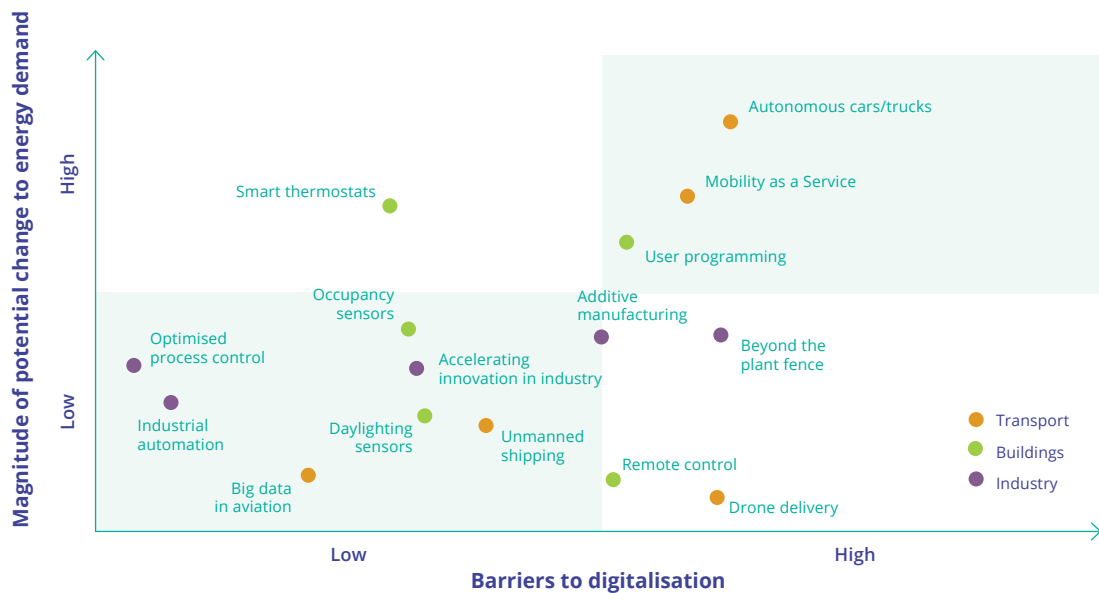 Magnitude of potential change to energy demand
High
Low
Autonomous cars/trucks
Mobility as a Service
Smart thermostats
User programming
Occupancy
sensors
Additive
manufacturing
Optimised
process control
Beyond the
plant fence
Accelerating
innovation in industry
Industrial
automation
Daylighting
sensors
Unmanned
shipping
Remote control
Big data
in aviation
Drone delivery
Transport
Buildings
Industry
Low
High
Barriers to digitalisation